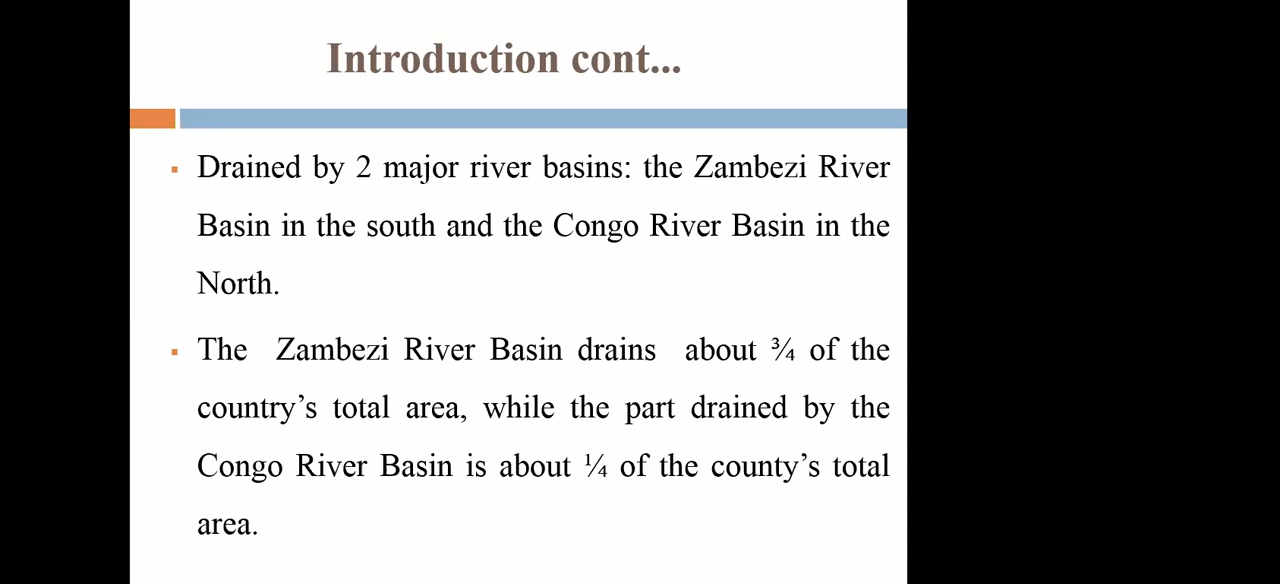 Introduction cont...
Drained by 2 major river basins: the Zambezi River
Basin in the south and the Congo River Basin in the
North.
The Zambezi River Basin drains about ¾ of the
country’s total area, while the part drained by the
Congo River Basin is about ¼ of the county’s total
area.